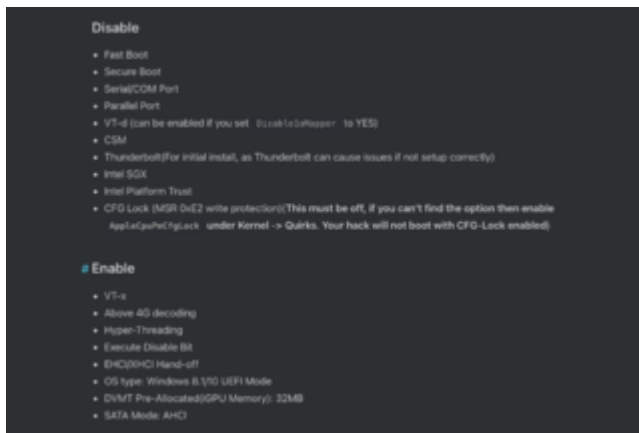 Disable
• Fast Boot
• Secure Boot
• Serial/COM Port
• Parallel Port
• VT-d (can be enabled if you set DisableIoMapper to YES)
• CSM
• Thunderbolt(For initial install, as Thunderbolt can cause issues if not setup correctly)
• Intel SGX
• Intel Platform Trust
• CFG Lock (MSR 0xE2 write protection)(This must be off, if you can't find the option then enable
AppleCpuPmCfgLock under Kernel -> Quirks. Your hack will not boot with CFG-Lock enabled)
# Enable
• VT-x
• Above 4G decoding
• Hyper-Threading
• Execute Disable Bit
• EHCI/XHCI Hand-off
• OS type: Windows 8.1/10 UEFI Mode
• DVMT Pre-Allocated(iGPU Memory): 32MB
• SATA Mode: AHCI